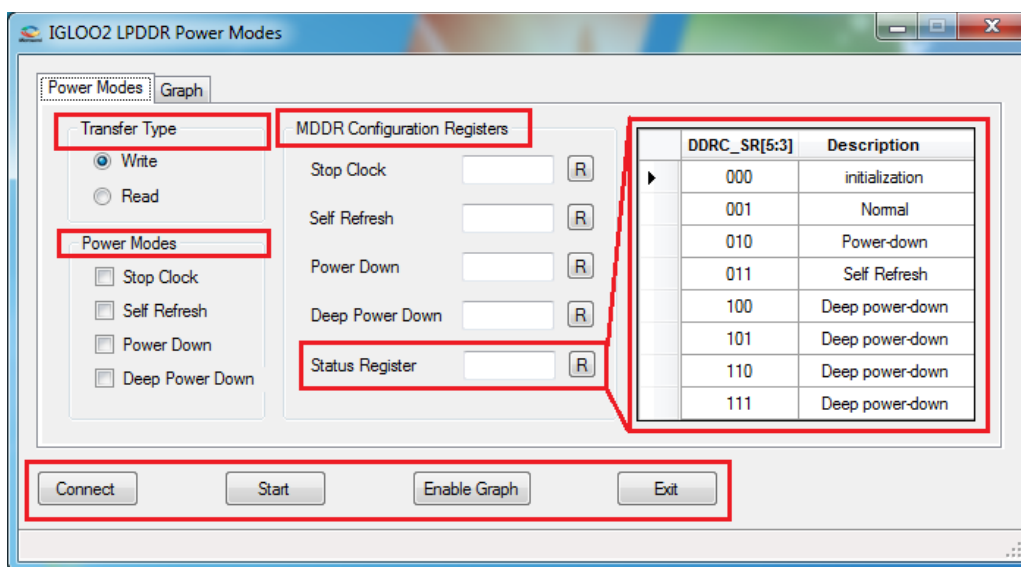 IGLOO2 LPDDR Power Modes
Power Modes
Graph
Transfer Type
Write
Read
Power Modes
Stop Clock
Self Refresh
Power Down
Deep Power Down
MDDR Configuration Registers
Stop Clock R
Self Refresh R
Power Down R
Deep Power Down R
Status Register R
DDRC_SR[5:3] Description
000 initialization
001 Normal
010 Power-down
011 Self Refresh
100 Deep power-down
101 Deep power-down
110 Deep power-down
111 Deep power-down
Connect Start Enable Graph Exit